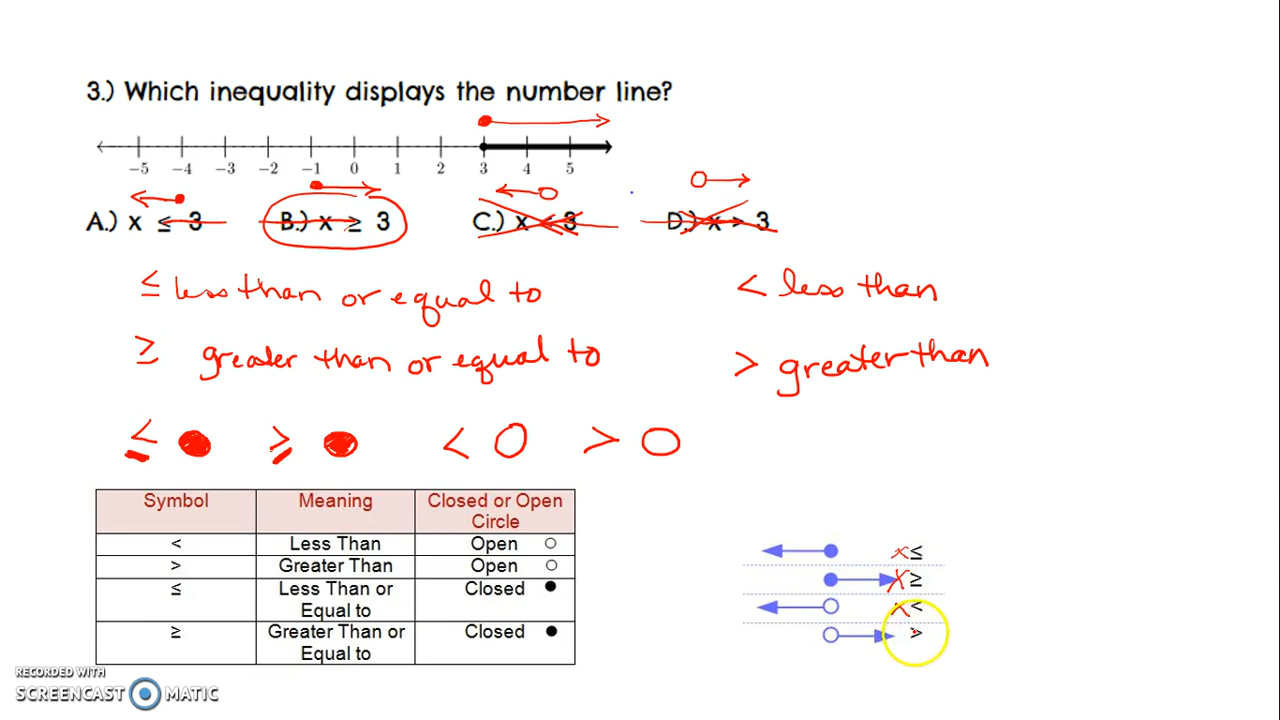 3.) Which inequality displays the number line?
-5 -4 -3 -2 -1 0 1 2 3 4 5
A.) x ≤ 3 B.) x ≥ 3 C.) x < 3 D.) x > 3
≤ less than or equal to < less than
≥ greater than or equal to > greater than
≤ ● ≥ ● < ○ > ○
Symbol Meaning Closed or Open Circle
< Less Than Open ○
> Greater Than Open ○
≤ Less Than or Equal to Closed ●
≥ Greater Than or Equal to Closed ●
x ≤
x ≥
x <
>
RECORDED WITH
SCREENCAST MATIC